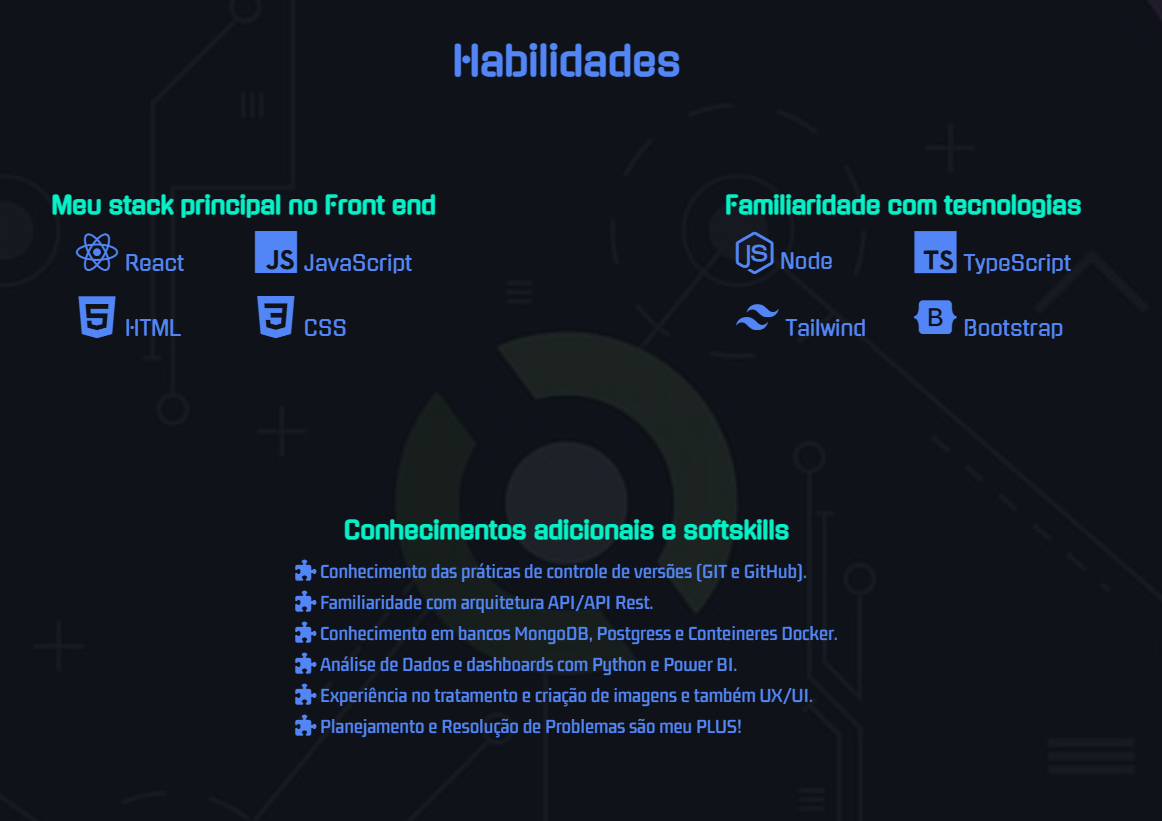 Habilidades
Meu stack principal no Front end
React
JS JavaScript
HTML
CSS
Familiaridade com tecnologias
JS Node
TS TypeScript
Tailwind
B Bootstrap
Conhecimentos adicionais e softskills
Conhecimento das práticas de controle de versões (GIT e GitHub).
Familiaridade com arquitetura API/API Rest.
Conhecimento em bancos MongoDB, Postgress e Conteineres Docker.
Análise de Dados e dashboards com Python e Power BI.
Experiência no tratamento e criação de imagens e também UX/UI.
Planejamento e Resolução de Problemas são meu PLUS!